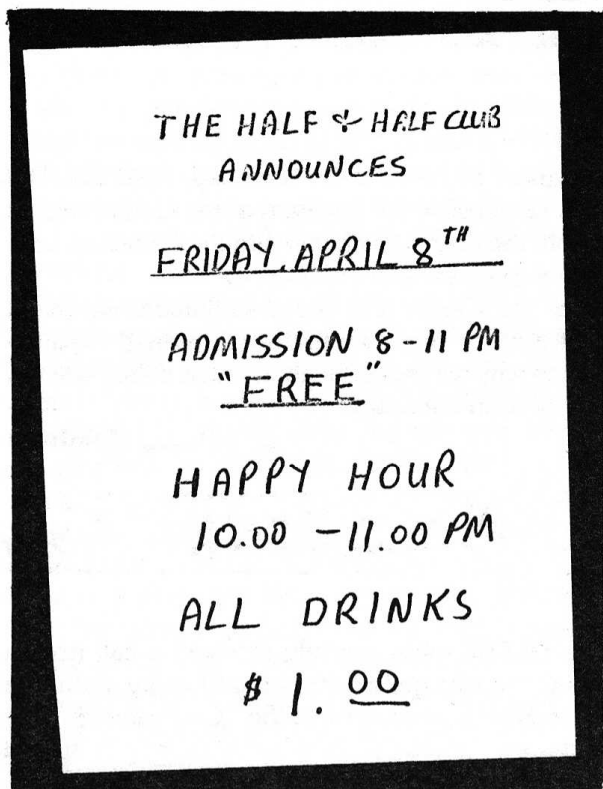 THE HALF & HALF CLUB
ANNOUNCES
FRIDAY. APRIL 8TH
ADMISSION 8-11 PM
"FREE"
HAPPY HOUR
10.00 - 11.00 PM
ALL DRINKS
$1.00